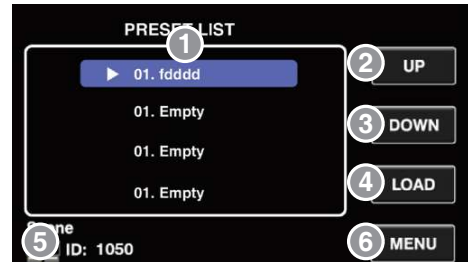 PRESET LIST
1
01. fdddd
01. Empty
01. Empty
01. Empty
2 UP
3 DOWN
4 LOAD
5 ID: 1050
6 MENU